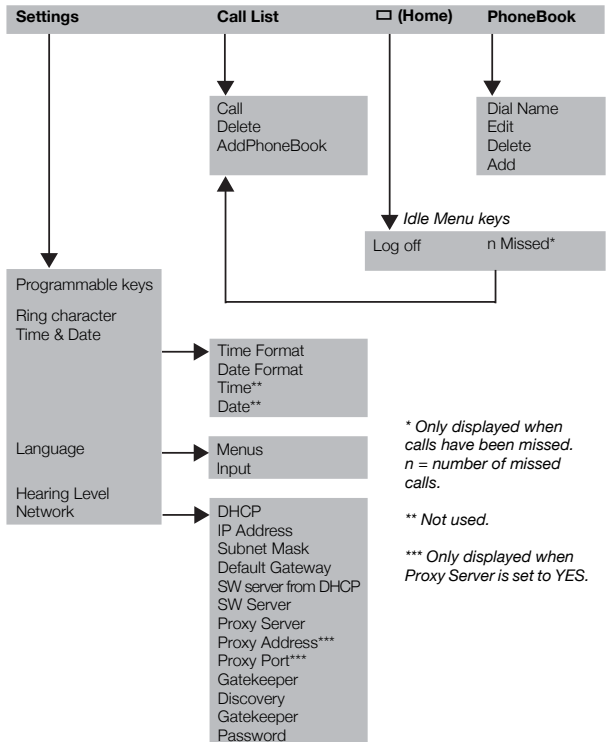 Settings Call List (Home) PhoneBook
Call
Delete
AddPhoneBook
Dial Name
Edit
Delete
Add
Idle Menu keys
Log off n Missed*
Programmable keys
Ring character
Time & Date
Time Format
Date Format
Time**
Date**
Language
Menus
Input
Hearing Level
Network
DHCP
IP Address
Subnet Mask
Default Gateway
SW server from DHCP
SW Server
Proxy Server
Proxy Address***
Proxy Port***
Gatekeeper
Discovery
Gatekeeper
Password
* Only displayed when
calls have been missed.
n = number of missed
calls.
** Not used.
*** Only displayed when
Proxy Server is set to YES.